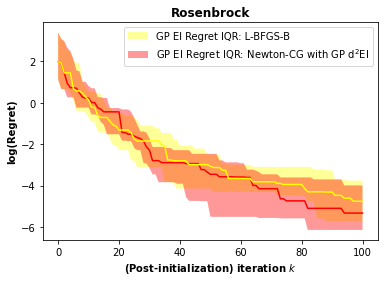 Rosenbrock
GP EI Regret IQR: L-BFGS-B
GP EI Regret IQR: Newton-CG with GP d²EI
log(Regret)
2
0
−2
−4
−6
0 20 40 60 80 100
(Post-initialization) iteration k